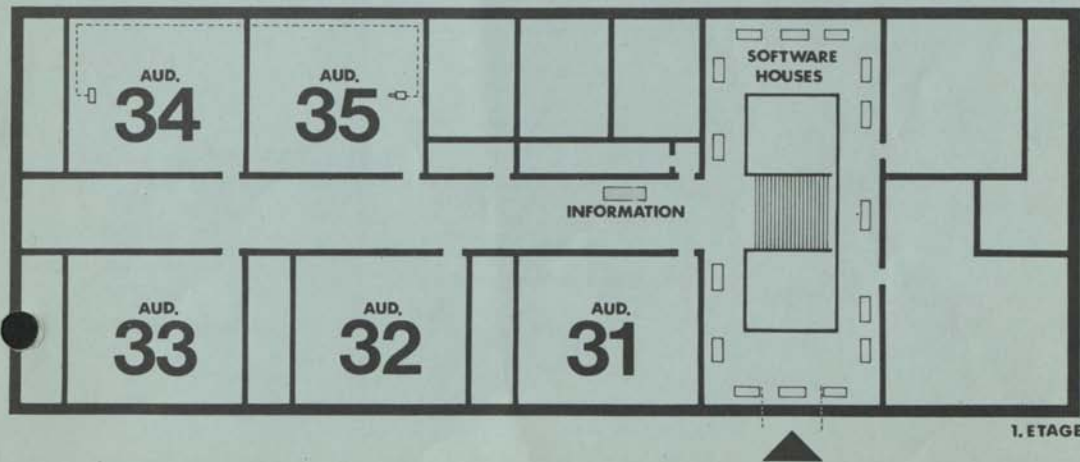 SOFTWARE
HOUSES
AUD.
34
AUD.
35
INFORMATION
AUD.
33
AUD.
32
AUD.
31
1. ETAGE